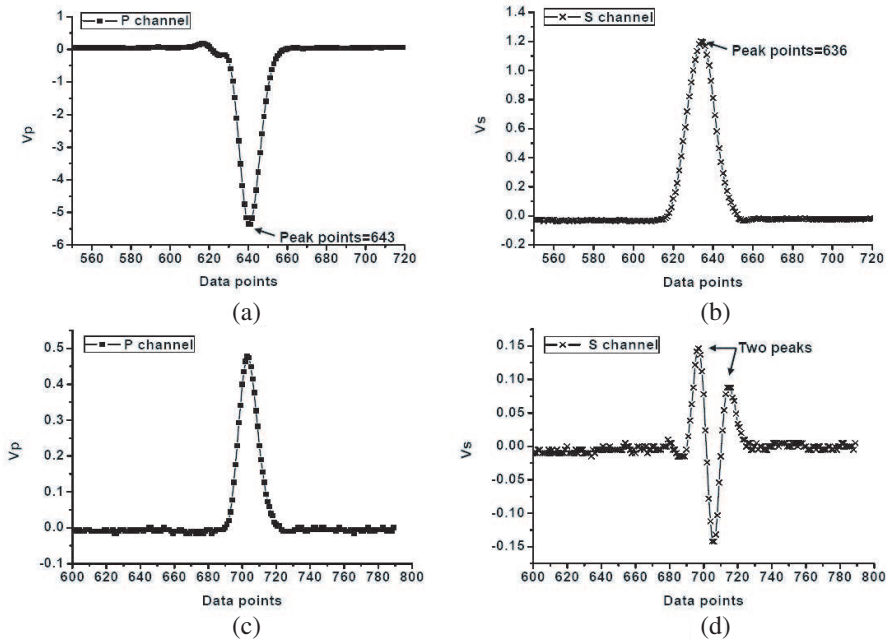 P channel
1
0
-1
-2
-3
-4
-5
-6
Vp
Peak points=643
560 580 600 620 640 660 680 700 720
Data points
(a)
S channel
1.2
1.0
0.8
0.6
0.4
0.2
0.0
-0.2
Vs
Peak points=636
560 580 600 620 640 660 680 700 720
Data points
(b)
P channel
0.5
0.4
0.3
0.2
0.1
0.0
-0.1
Vp
600 620 640 660 680 700 720 740 760 780 800
Data points
(c)
S channel
0.15
0.10
0.05
0.00
-0.05
-0.10
-0.15
Vs
Two peaks
600 620 640 660 680 700 720 740 760 780 800
Data points
(d)